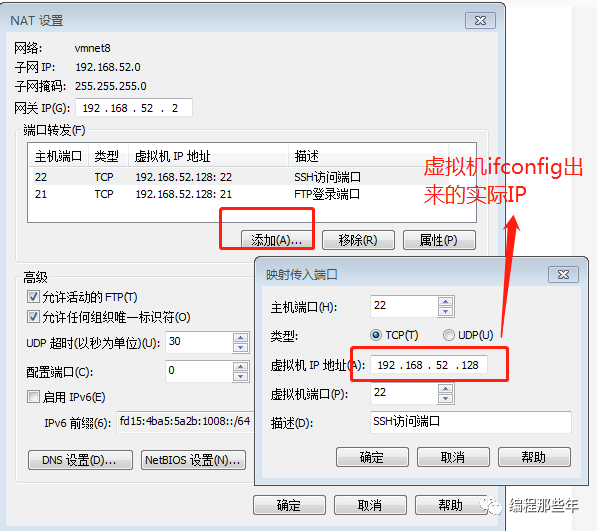 NAT 设置
网络: vmnet8
子网 IP: 192.168.52.0
子网掩码: 255.255.255.0
网关 IP(G): 192 . 168 . 52 . 2
端口转发(F)
主机端口 类型 虚拟机 IP 地址 描述
22 TCP 192.168.52.128: 22 SSH访问端口
21 TCP 192.168.52.128: 21 FTP登录端口
虚拟机ifconfig出
来的实际IP
添加(A)... 移除(R) 属性(P)
高级
允许活动的 FTP(T)
允许任何组织唯一标识符(O)
UDP 超时(以秒为单位)(U): 30
配置端口(C): 0
启用 IPv6(E)
IPv6 前缀(6): fd15:4ba5:5a2b:1008::/64
DNS 设置(D)... NetBIOS 设置(N)...
确定 取消 帮助
映射传入端口
主机端口(H): 22
类型: TCP(T) UDP(U)
虚拟机 IP 地址(A): 192 . 168 . 52 . 128
虚拟机端口(P): 22
描述(D): SSH访问端口
确定 取消 帮助
编程那些年